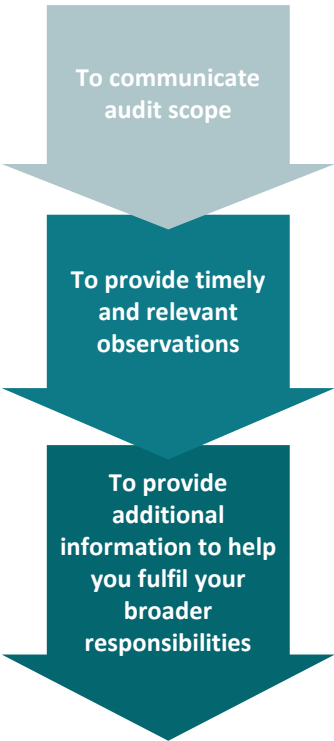 To communicate
audit scope
To provide timely
and relevant
observations
To provide
additional
information to help
you fulfil your
broader
responsibilities